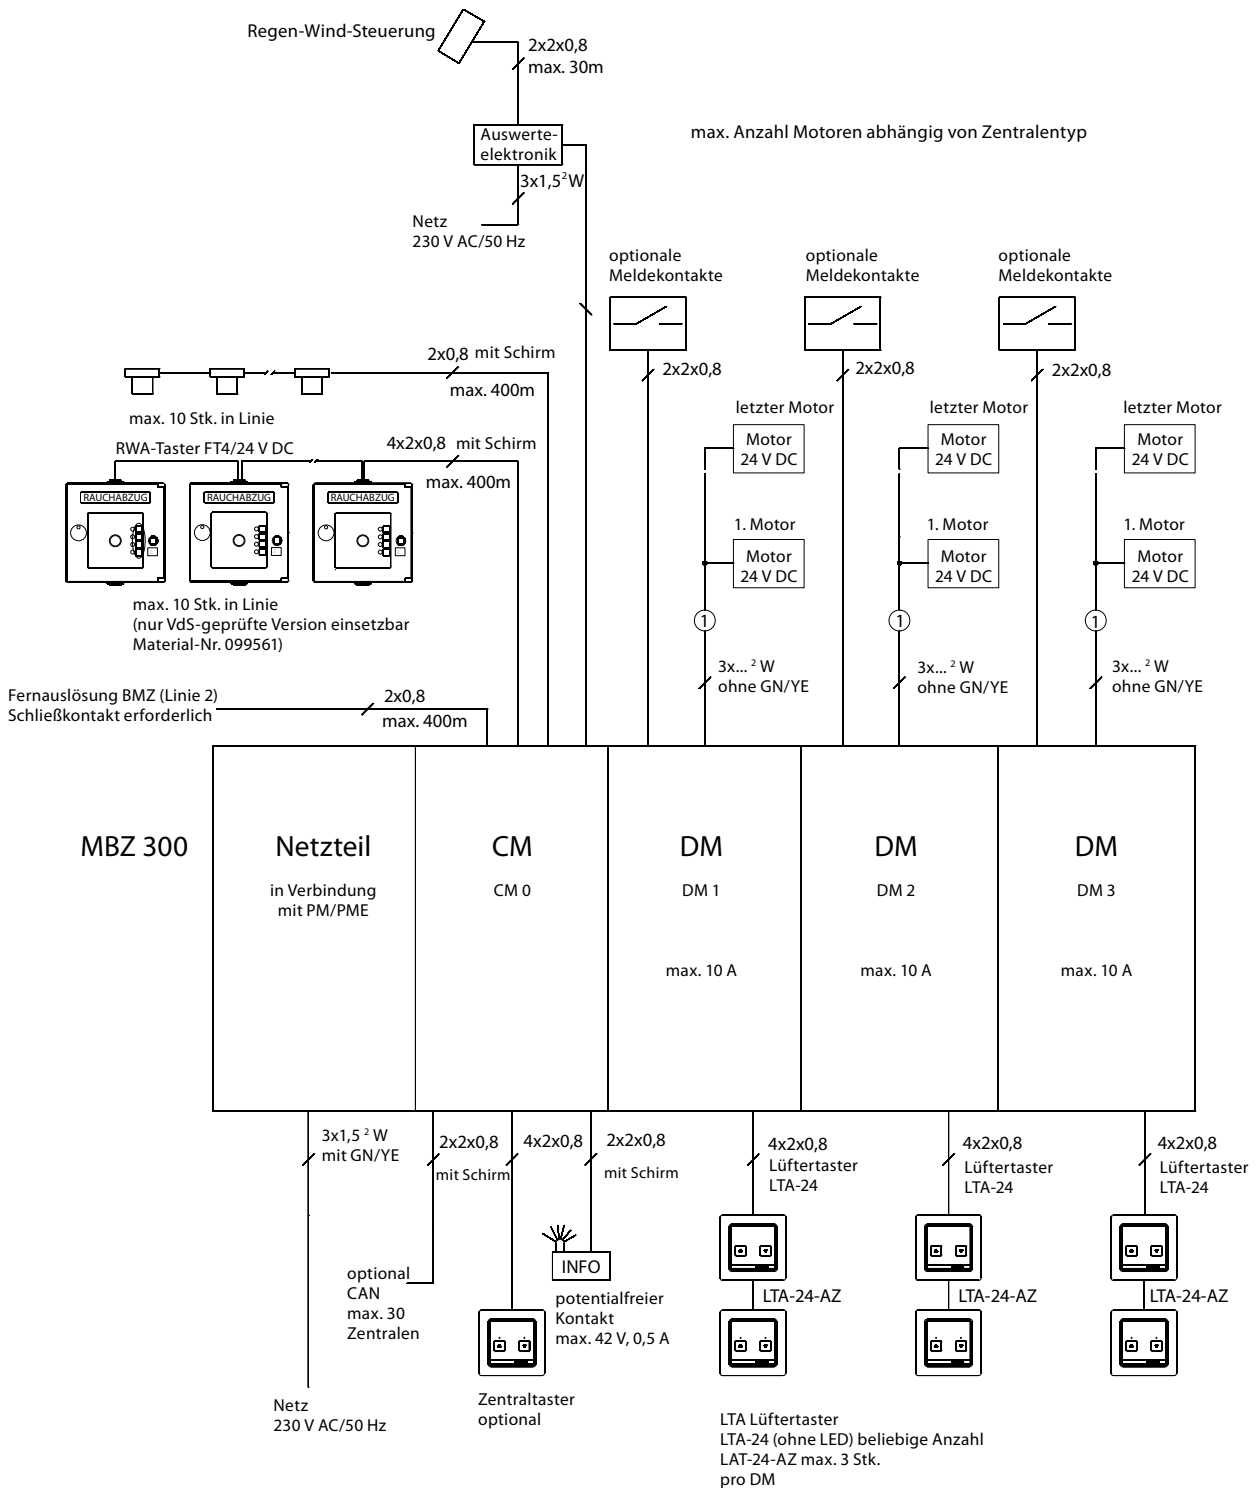 Regen-Wind-Steuerung
2x2x0,8
max. 30m
Auswerte-
elektronik
max. Anzahl Motoren abhängig von Zentralentyp
3x1,5² W
Netz
230 V AC/50 Hz
optionale
Meldekontakte
optionale
Meldekontakte
optionale
Meldekontakte
2x0,8 mit Schirm
max. 400m
2x2x0,8
2x2x0,8
2x2x0,8
max. 10 Stk. in Linie
letzter Motor
letzter Motor
letzter Motor
RWA-Taster FT4/24 V DC
4x2x0,8 mit Schirm
max. 400m
Motor
24 V DC
Motor
24 V DC
Motor
24 V DC
RAUCHABZUG
RAUCHABZUG
RAUCHABZUG
1. Motor
1. Motor
1. Motor
Motor
24 V DC
Motor
24 V DC
Motor
24 V DC
max. 10 Stk. in Linie
(nur VdS-geprüfte Version einsetzbar
Material-Nr. 099561)
1
1
1
3x... ² W
ohne GN/YE
3x... ² W
ohne GN/YE
3x... ² W
ohne GN/YE
Fernauslösung BMZ (Linie 2)
Schließkontakt erforderlich
2x0,8
max. 400m
MBZ 300
Netzteil
in Verbindung
mit PM/PME
CM
CM 0
DM
DM 1
max. 10 A
DM
DM 2
max. 10 A
DM
DM 3
max. 10 A
3x1,5 ² W
mit GN/YE
2x2x0,8
mit Schirm
4x2x0,8
2x2x0,8
mit Schirm
4x2x0,8
Lüftertaster
LTA-24
4x2x0,8
Lüftertaster
LTA-24
4x2x0,8
Lüftertaster
LTA-24
optional
CAN
max. 30
Zentralen
INFO
potentialfreier
Kontakt
max. 42 V, 0,5 A
LTA-24-AZ
LTA-24-AZ
LTA-24-AZ
Netz
230 V AC/50 Hz
Zentraltaster
optional
LTA Lüftertaster
LTA-24 (ohne LED) beliebige Anzahl
LAT-24-AZ max. 3 Stk.
pro DM